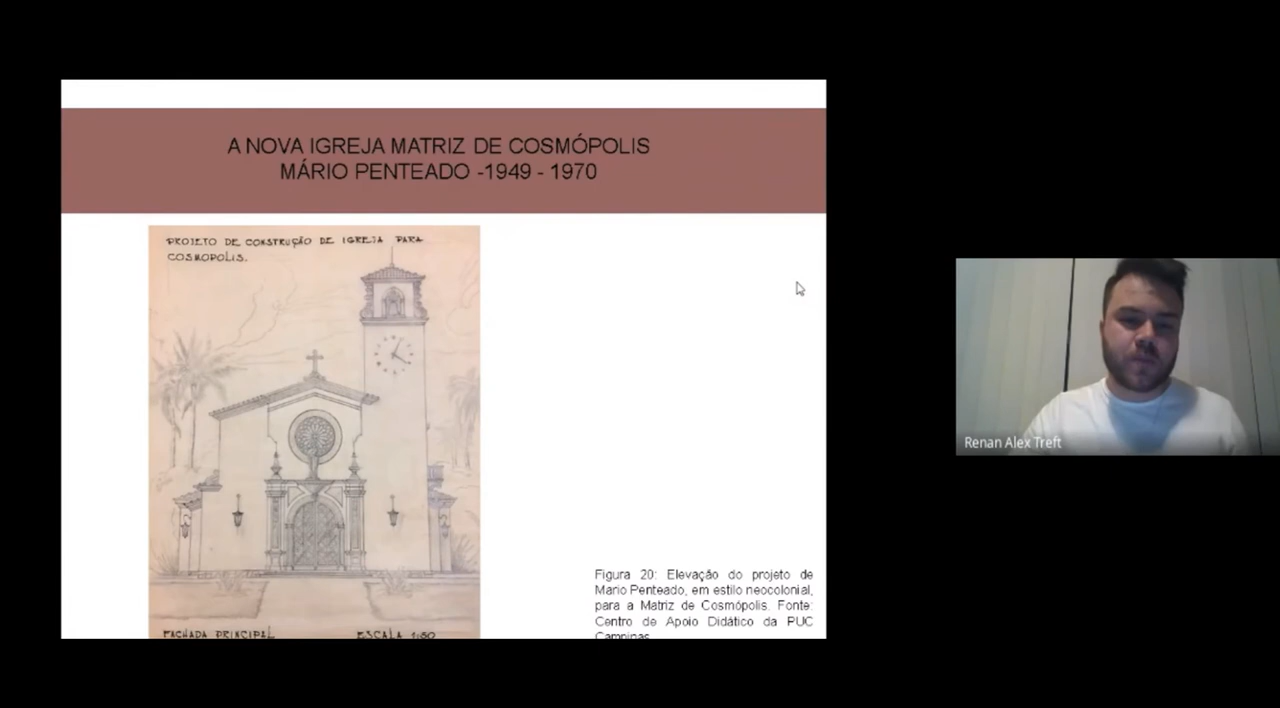 A NOVA IGREJA MATRIZ DE COSMÓPOLIS
MÁRIO PENTEADO -1949 - 1970
PROJETO DE CONSTRUÇÃO DE IGREJA PARA
COSMOPOLIS.
FACHADA PRINCIPAL
ESCALA 1:50
Figura 20: Elevação do projeto de
Mario Penteado, em estilo neocolonial,
para a Matriz de Cosmópolis. Fonte:
Centro de Apoio Didático da PUC
Campinas
Renan Alex Treft